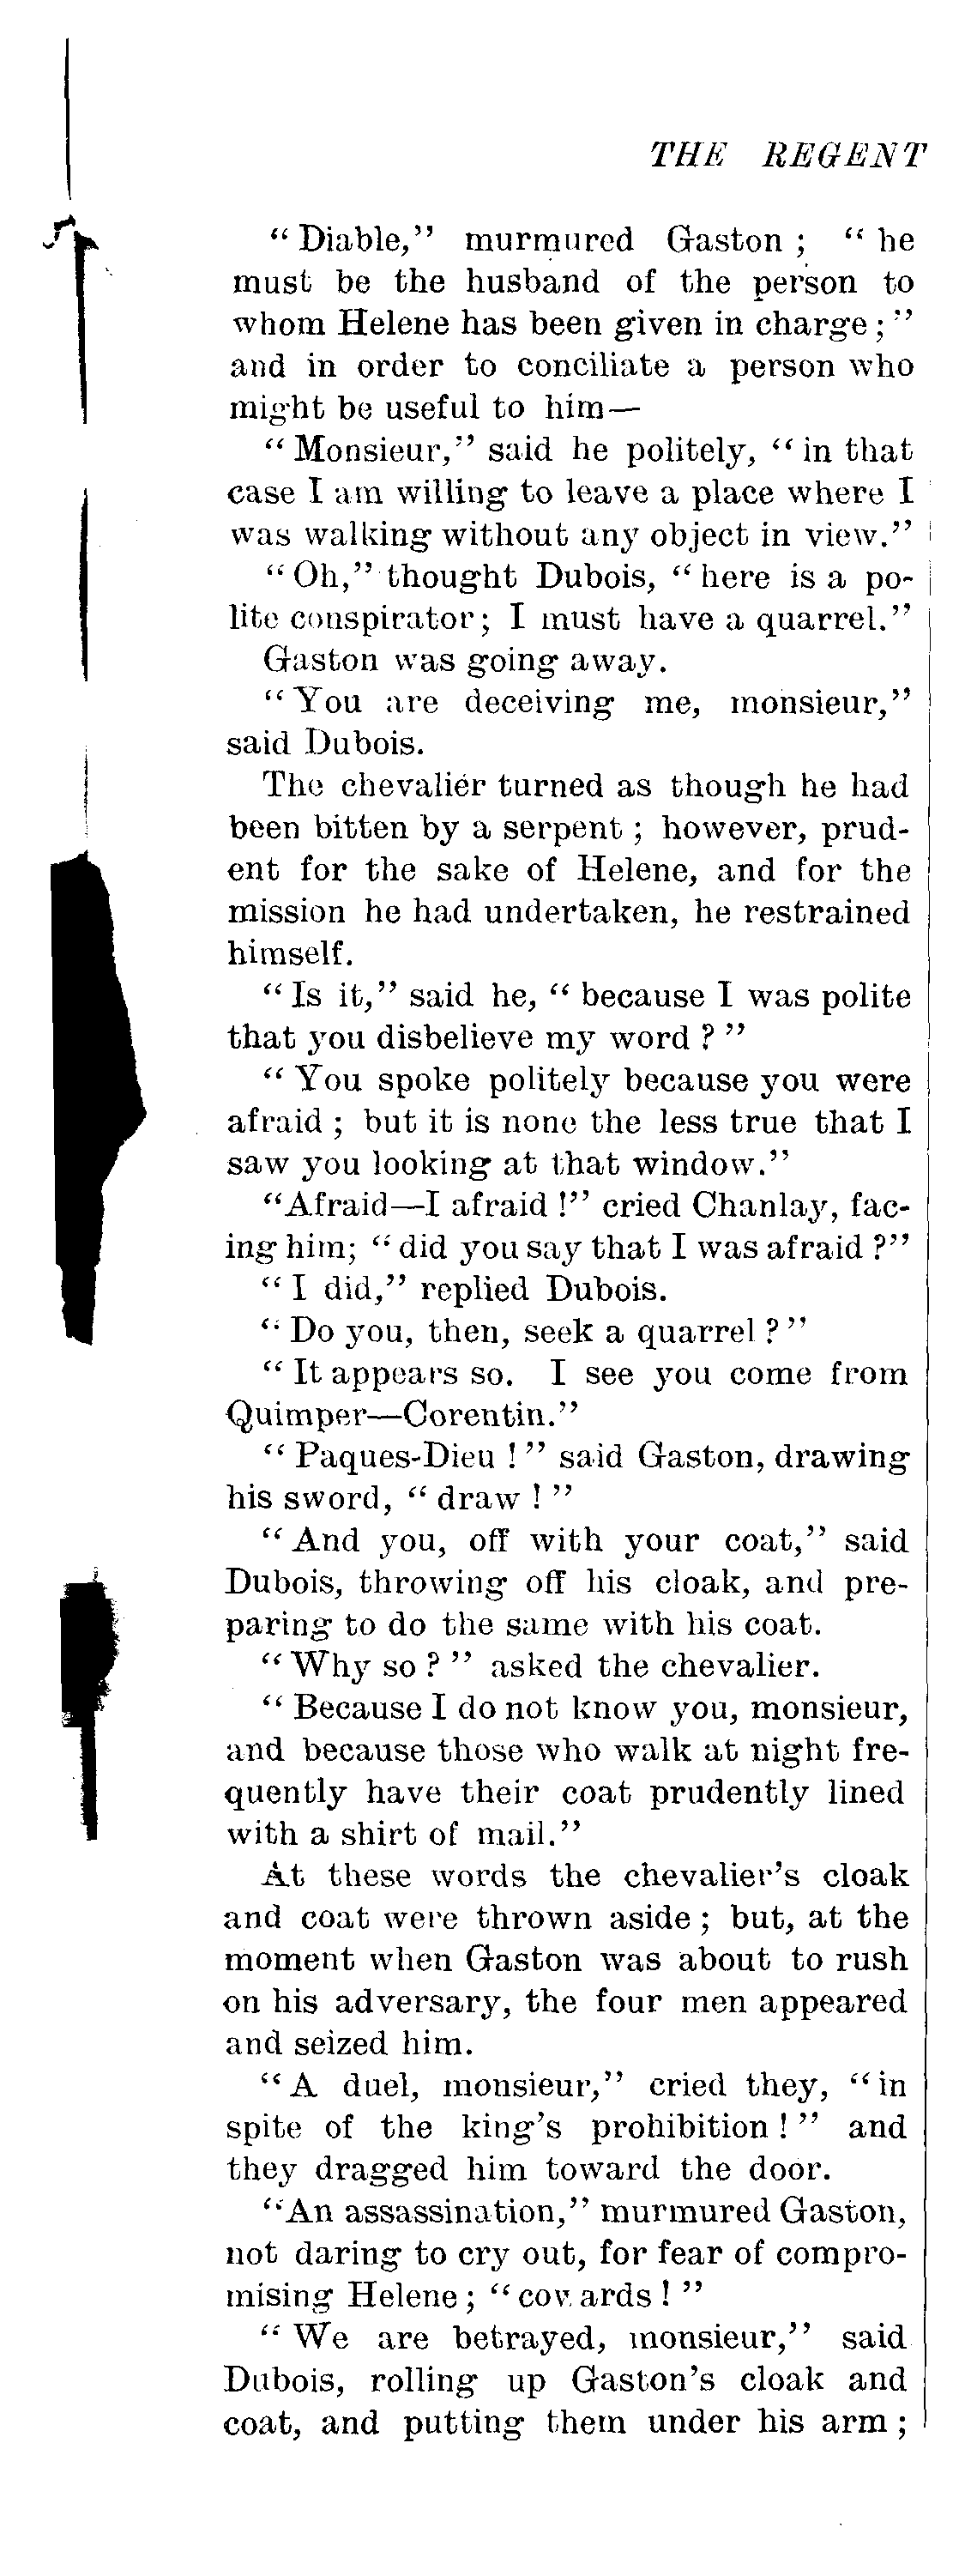 THE REGENT
"Diable," murmured Gaston; "he
must be the husband of the person to
whom Helene has been given in charge;"
and in order to conciliate a person who
might be useful to him—
"Monsieur," said he politely, "in that
case I am willing to leave a place where I
was walking without any object in view."
"Oh," thought Dubois, "here is a po-
lite conspirator; I must have a quarrel."
Gaston was going away.
"You are deceiving me, monsieur,"
said Dubois.
The chevalier turned as though he had
been bitten by a serpent; however, prud-
ent for the sake of Helene, and for the
mission he had undertaken, he restrained
himself.
"Is it," said he, "because I was polite
that you disbelieve my word?"
"You spoke politely because you were
afraid; but it is none the less true that I
saw you looking at that window."
"Afraid—I afraid!" cried Chanlay, fac-
ing him; "did you say that I was afraid?"
"I did," replied Dubois.
"Do you, then, seek a quarrel?"
"It appears so. I see you come from
Quimper—Corentin."
"Paques-Dieu!" said Gaston, drawing
his sword, "draw!"
"And you, off with your coat," said
Dubois, throwing off his cloak, and pre-
paring to do the same with his coat.
"Why so?" asked the chevalier.
"Because I do not know you, monsieur,
and because those who walk at night fre-
quently have their coat prudently lined
with a shirt of mail."
At these words the chevalier's cloak
and coat were thrown aside; but, at the
moment when Gaston was about to rush
on his adversary, the four men appeared
and seized him.
"A duel, monsieur," cried they, "in
spite of the king's prohibition!" and
they dragged him toward the door.
"An assassination," murmured Gaston,
not daring to cry out, for fear of compro-
mising Helene; "cowards!"
"We are betrayed, monsieur," said
Dubois, rolling up Gaston's cloak and
coat, and putting them under his arm;